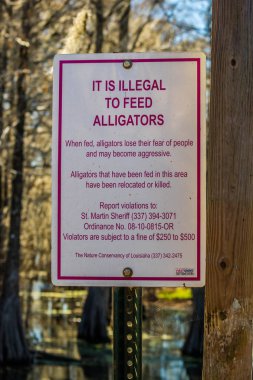 IT IS ILLEGAL
TO FEED
ALLIGATORS
When fed, alligators lose their fear of people
and may become aggressive.
Alligators that have been fed in this area
have been relocated or killed.
Report violations to:
St. Martin Sheriff (337) 394-3071
Ordinance No. 08-10-0815-OR
Violators are subject to a fine of $250 to $500
The Nature Conservancy of Louisiana (337) 342-2475